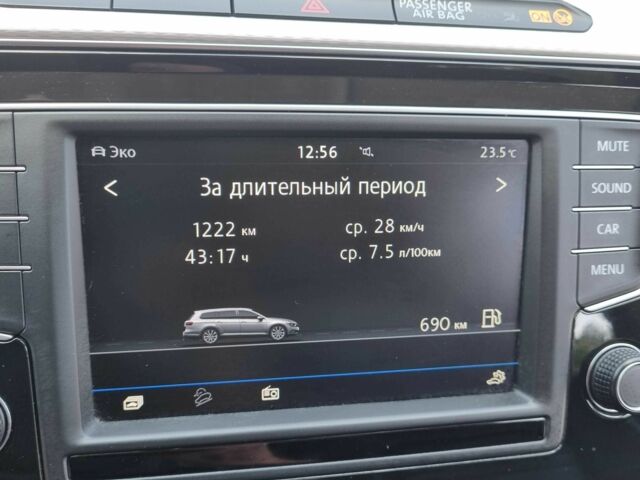 PASSENGER
AIR BAG
ON
Эко
12:56
23.5°C
< За длительный период >
1222 км
ср. 28 км/ч
43:17 ч
ср. 7.5 л/100км
690 км
MUTE
SOUND
CAR
MENU